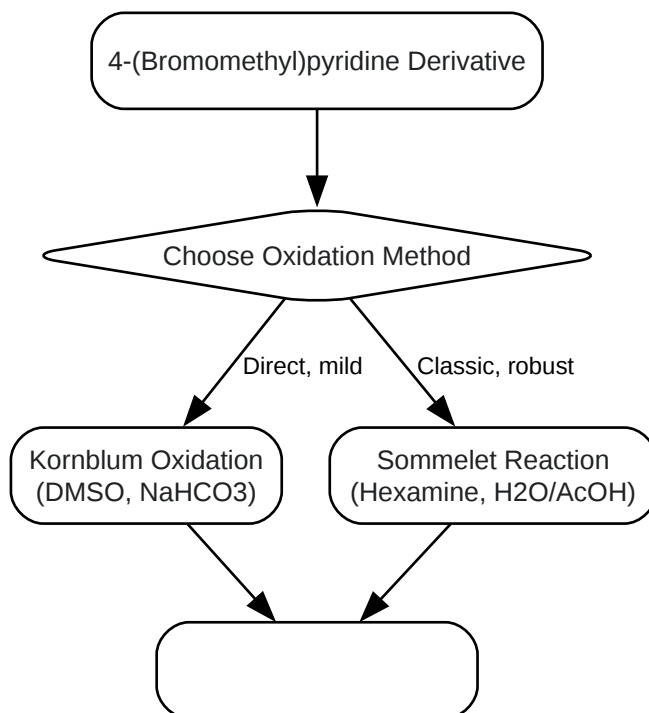 4-(Bromomethyl)pyridine Derivative
Choose Oxidation Method
Direct, mild
Classic, robust
Kornblum Oxidation
(DMSO, NaHCO3)
Sommelet Reaction
(Hexamine, H2O/AcOH)